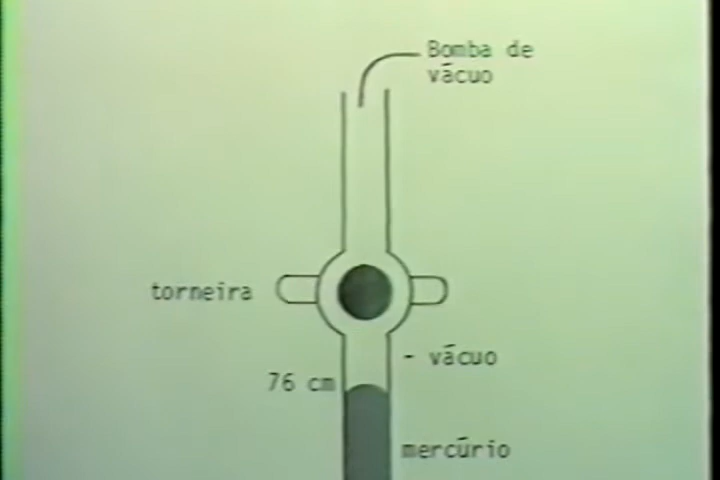 Bomba de
vácuo
torneira
- vácuo
76 cm
mercúrio